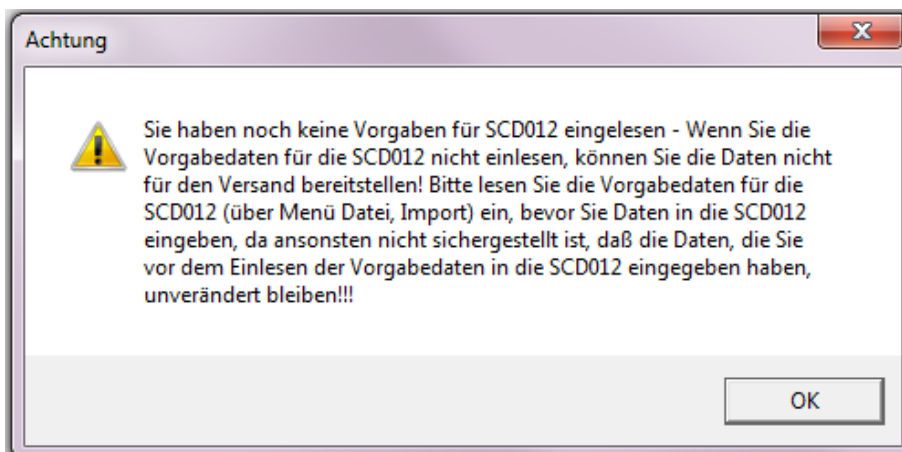 Achtung
Sie haben noch keine Vorgaben für SCD012 eingelesen - Wenn Sie die
Vorgabedaten für die SCD012 nicht einlesen, können Sie die Daten nicht
für den Versand bereitstellen! Bitte lesen Sie die Vorgabedaten für die
SCD012 (über Menü Datei, Import) ein, bevor Sie Daten in die SCD012
eingeben, da ansonsten nicht sichergestellt ist, daß die Daten, die Sie
vor dem Einlesen der Vorgabedaten in die SCD012 eingegeben haben,
unverändert bleiben!!!
OK